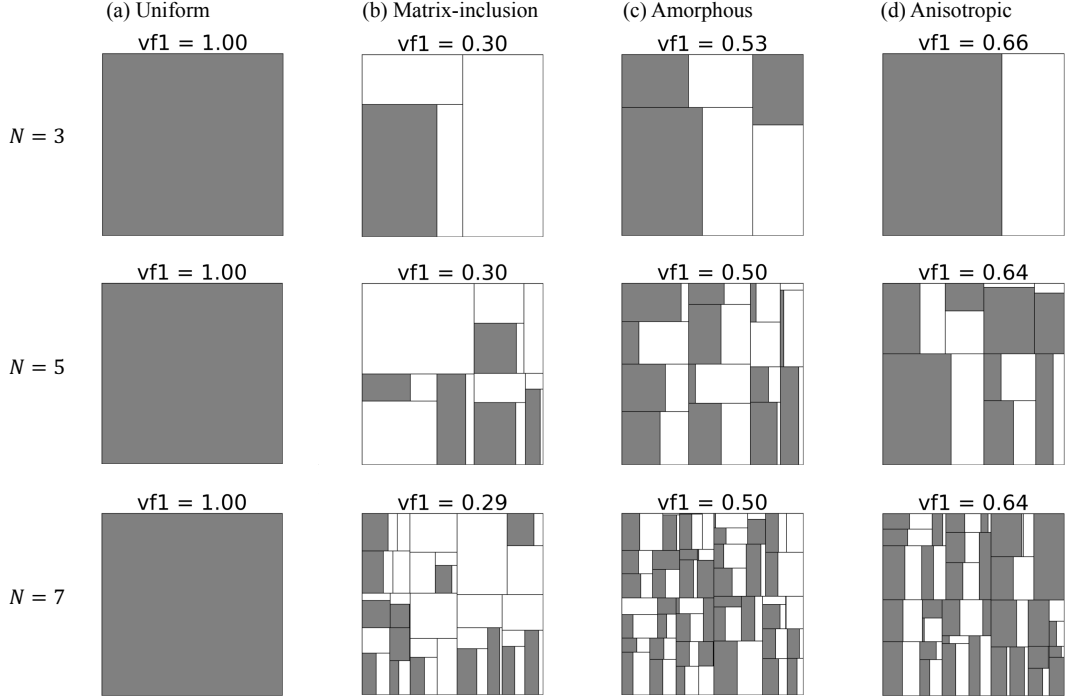 (a) Uniform (b) Matrix-inclusion (c) Amorphous (d) Anisotropic
vf1 = 1.00 vf1 = 0.30 vf1 = 0.53 vf1 = 0.66
N = 3
vf1 = 1.00 vf1 = 0.30 vf1 = 0.50 vf1 = 0.64
N = 5
vf1 = 1.00 vf1 = 0.29 vf1 = 0.50 vf1 = 0.64
N = 7